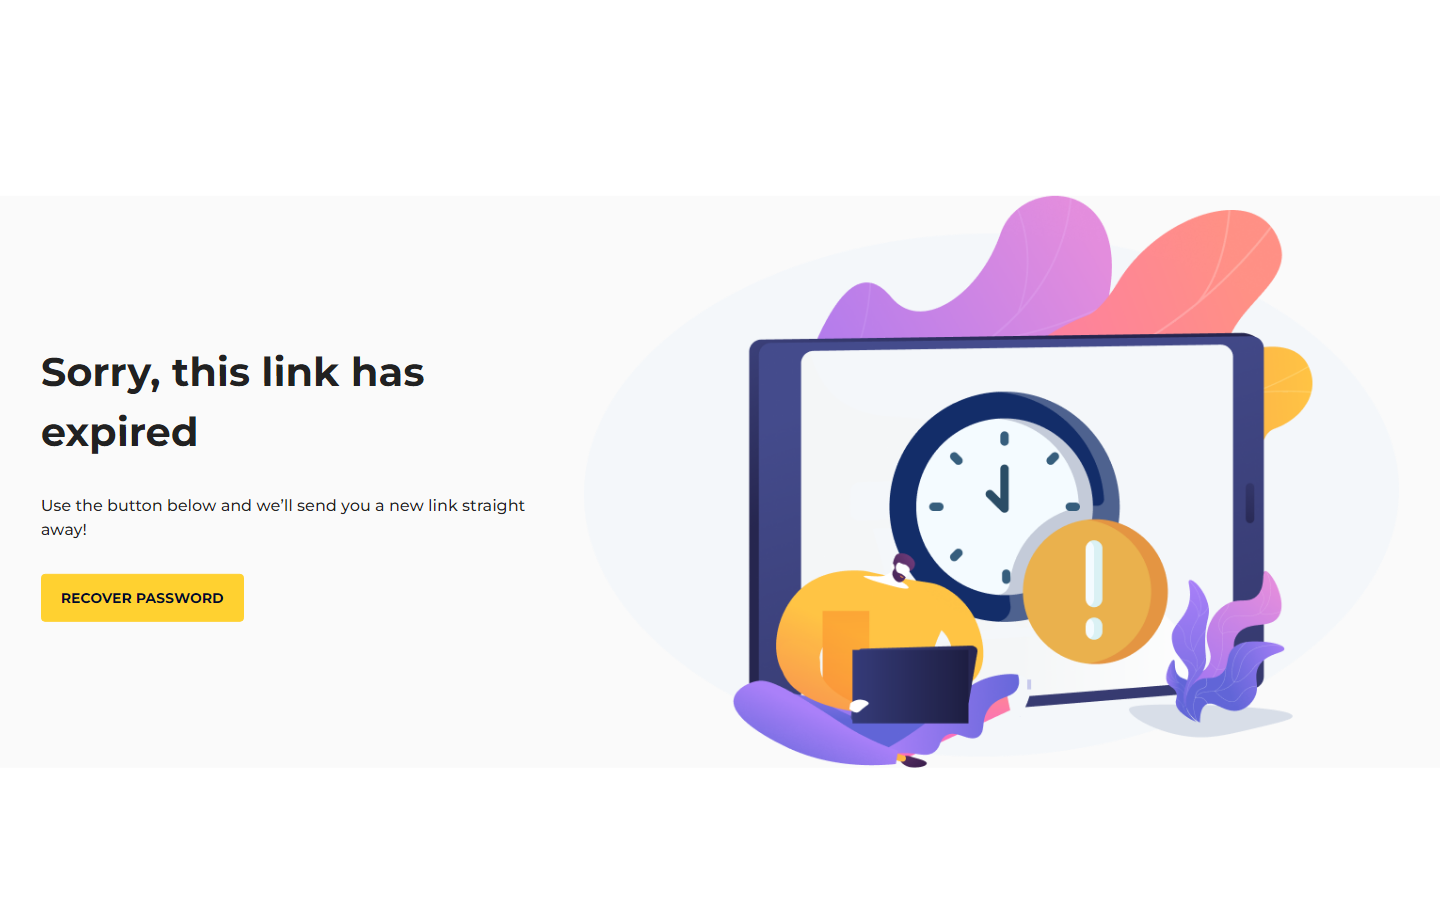 Sorry, this link has
expired
Use the button below and we’ll send you a new link straight
away!
RECOVER PASSWORD